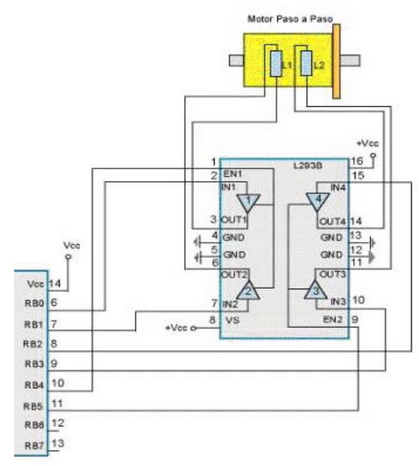 Motor Paso a Paso
L1 L2
+Vcc
L293B
1 EN1
2 IN1
1
3 OUT1
4 GND
5 GND
6 OUT2
2
7 IN2
8 VS
+Vcc
16
15 IN4
4
14 OUT4
13 GND
12 GND
11 OUT3
3
10 IN3
9 EN2
Vcc
Vcc 14
RB0 6
RB1 7
RB2 8
RB3 9
RB4 10
RB5 11
RB6 12
RB7 13